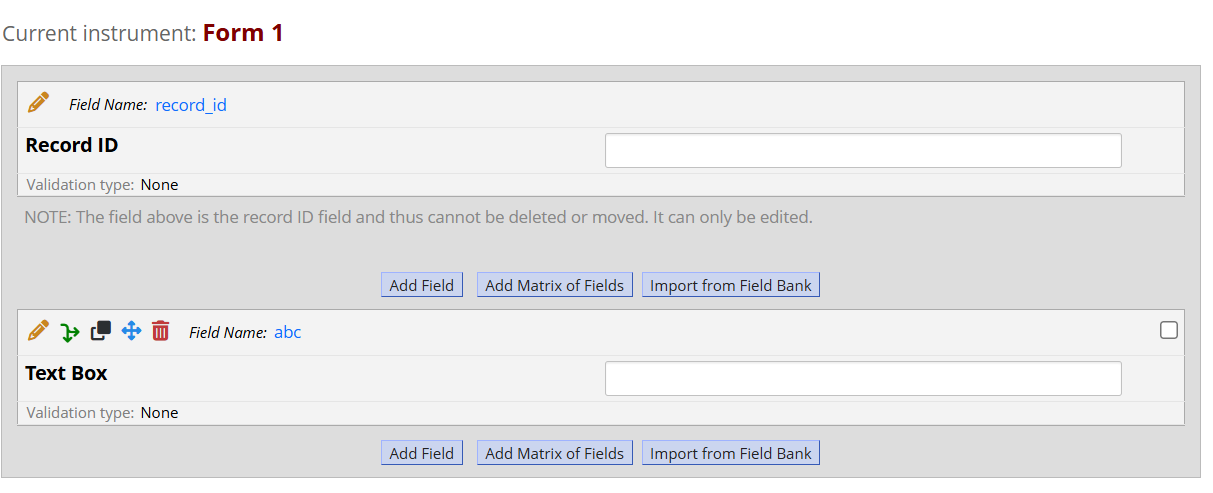 Current instrument: Form 1
Field Name: record_id
Record ID
Validation type: None
NOTE: The field above is the record ID field and thus cannot be deleted or moved. It can only be edited.
Add Field Add Matrix of Fields Import from Field Bank
Field Name: abc
Text Box
Validation type: None
Add Field Add Matrix of Fields Import from Field Bank